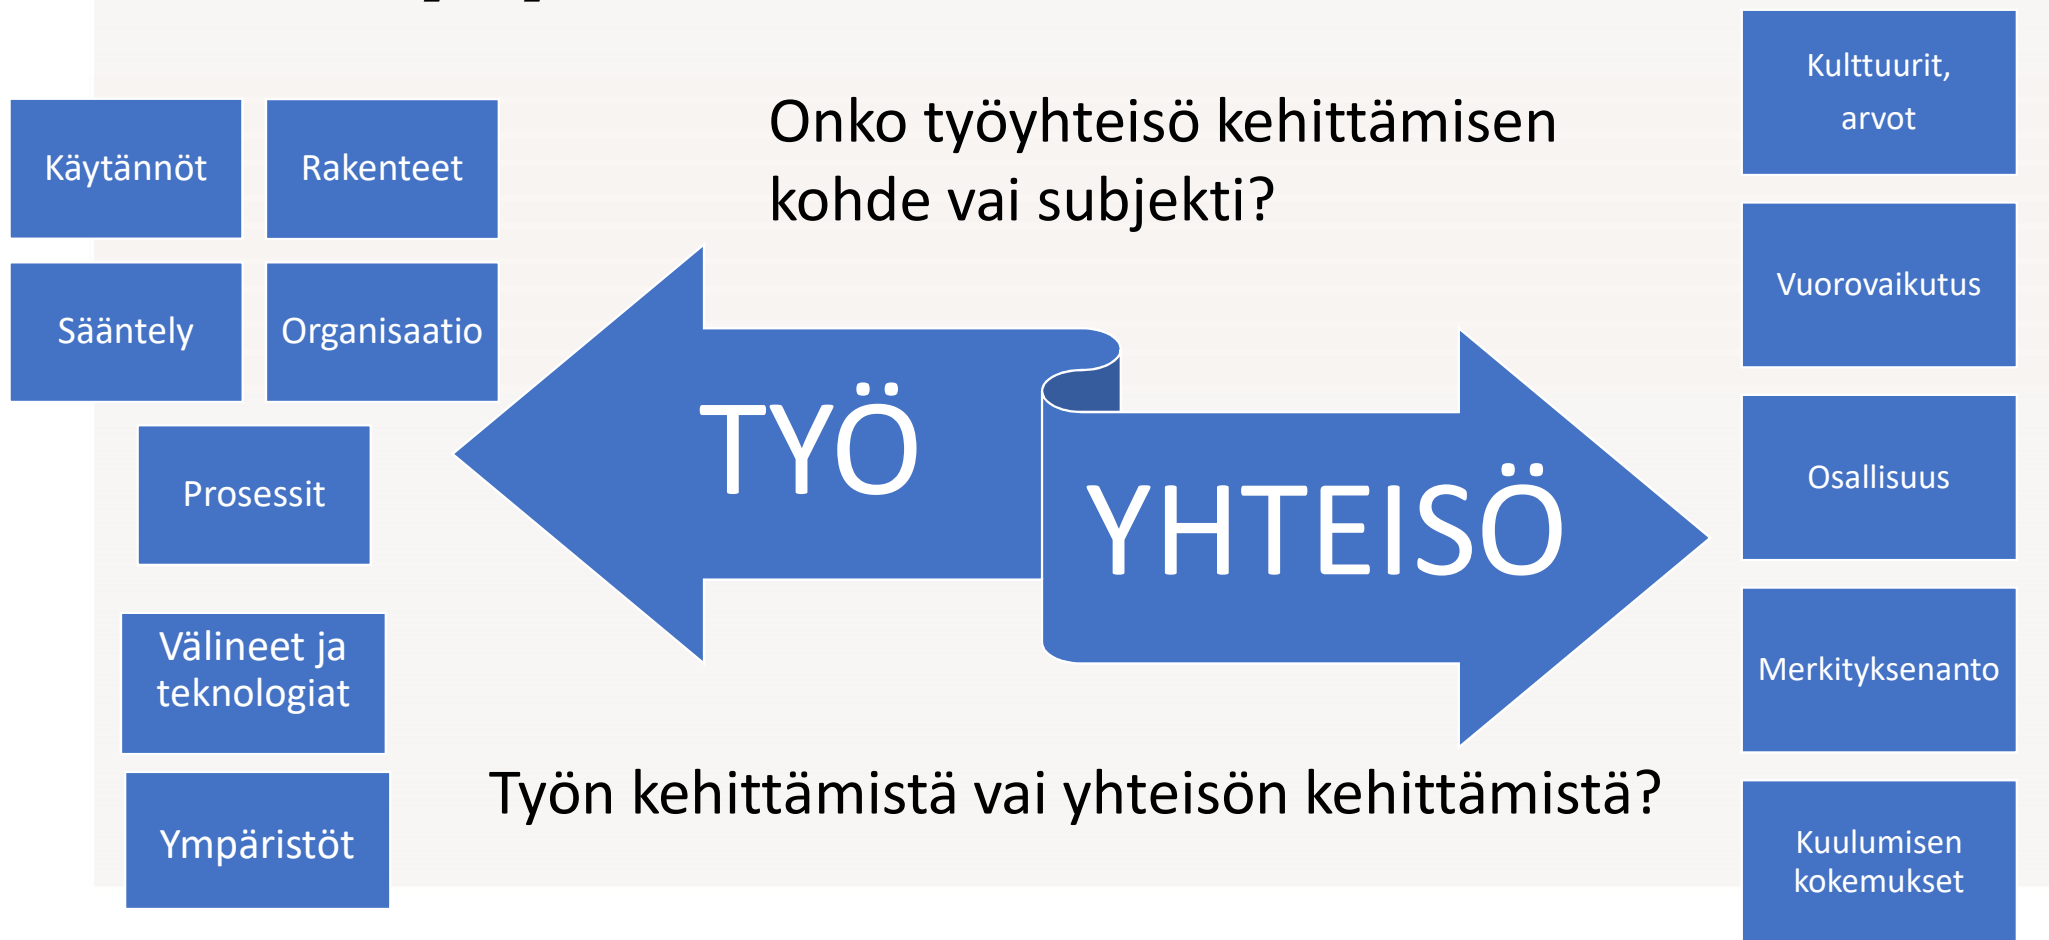 Onko työyhteisö kehittämisen
kohde vai subjekti?
Käytännöt
Rakenteet
Sääntely
Organisaatio
Prosessit
Välineet ja
teknologiat
Ympäristöt
TYÖ
YHTEISÖ
Kulttuurit,
arvot
Vuorovaikutus
Osallisuus
Merkityksenanto
Kuulumisen
kokemukset
Työn kehittämistä vai yhteisön kehittämistä?